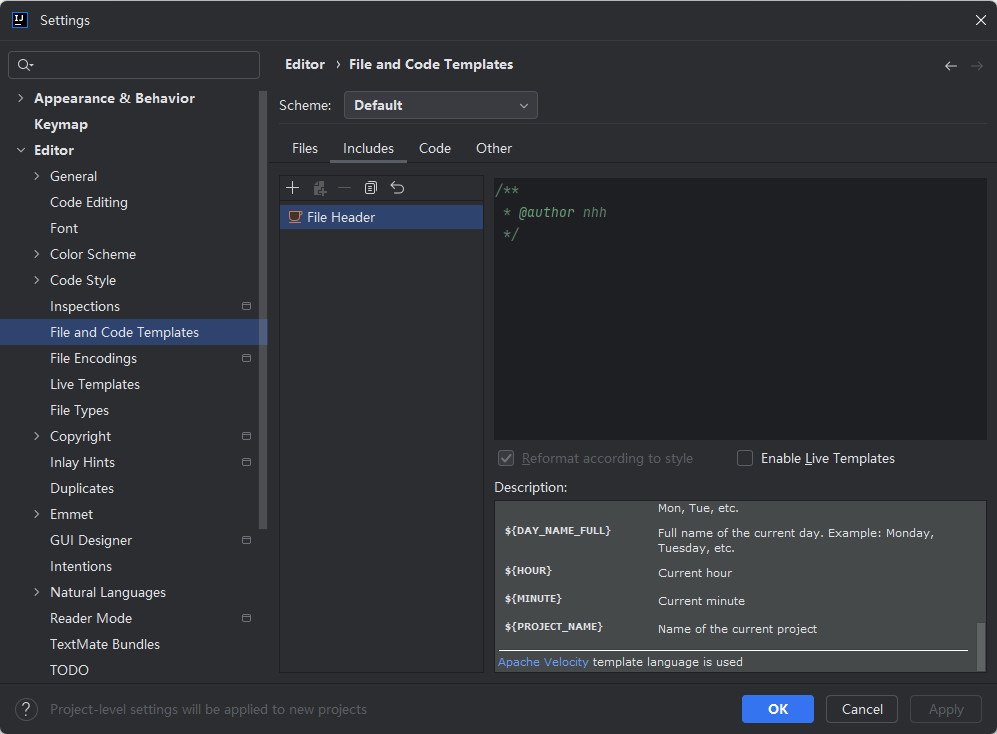 Settings
Editor › File and Code Templates
Appearance & Behavior
Keymap
Editor
General
Code Editing
Font
Color Scheme
Code Style
Inspections
File and Code Templates
File Encodings
Live Templates
File Types
Copyright
Inlay Hints
Duplicates
Emmet
GUI Designer
Intentions
Natural Languages
Reader Mode
TextMate Bundles
TODO
Scheme: Default
Files Includes Code Other
File Header
/**
 * @author nhh
 */
Reformat according to style
Enable Live Templates
Description:
Mon, Tue, etc.
${DAY_NAME_FULL} Full name of the current day. Example: Monday,
Tuesday, etc.
${HOUR} Current hour
${MINUTE} Current minute
${PROJECT_NAME} Name of the current project
Apache Velocity template language is used
? Project-level settings will be applied to new projects
OK Cancel Apply